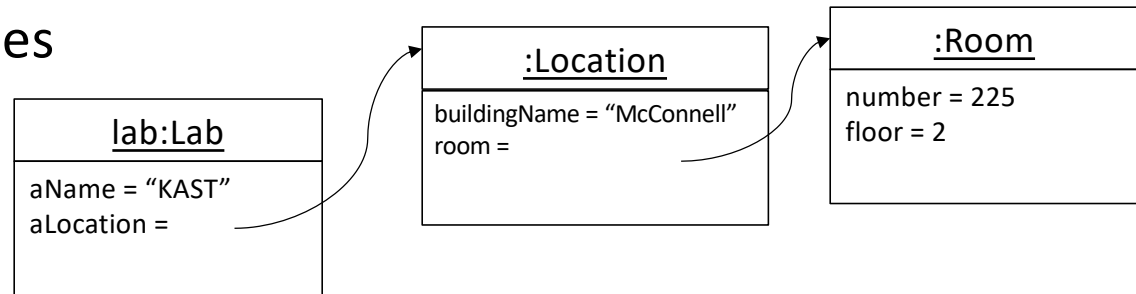 es
lab:Lab
aName = “KAST”
aLocation =
:Location
buildingName = “McConnell”
room =
:Room
number = 225
floor = 2